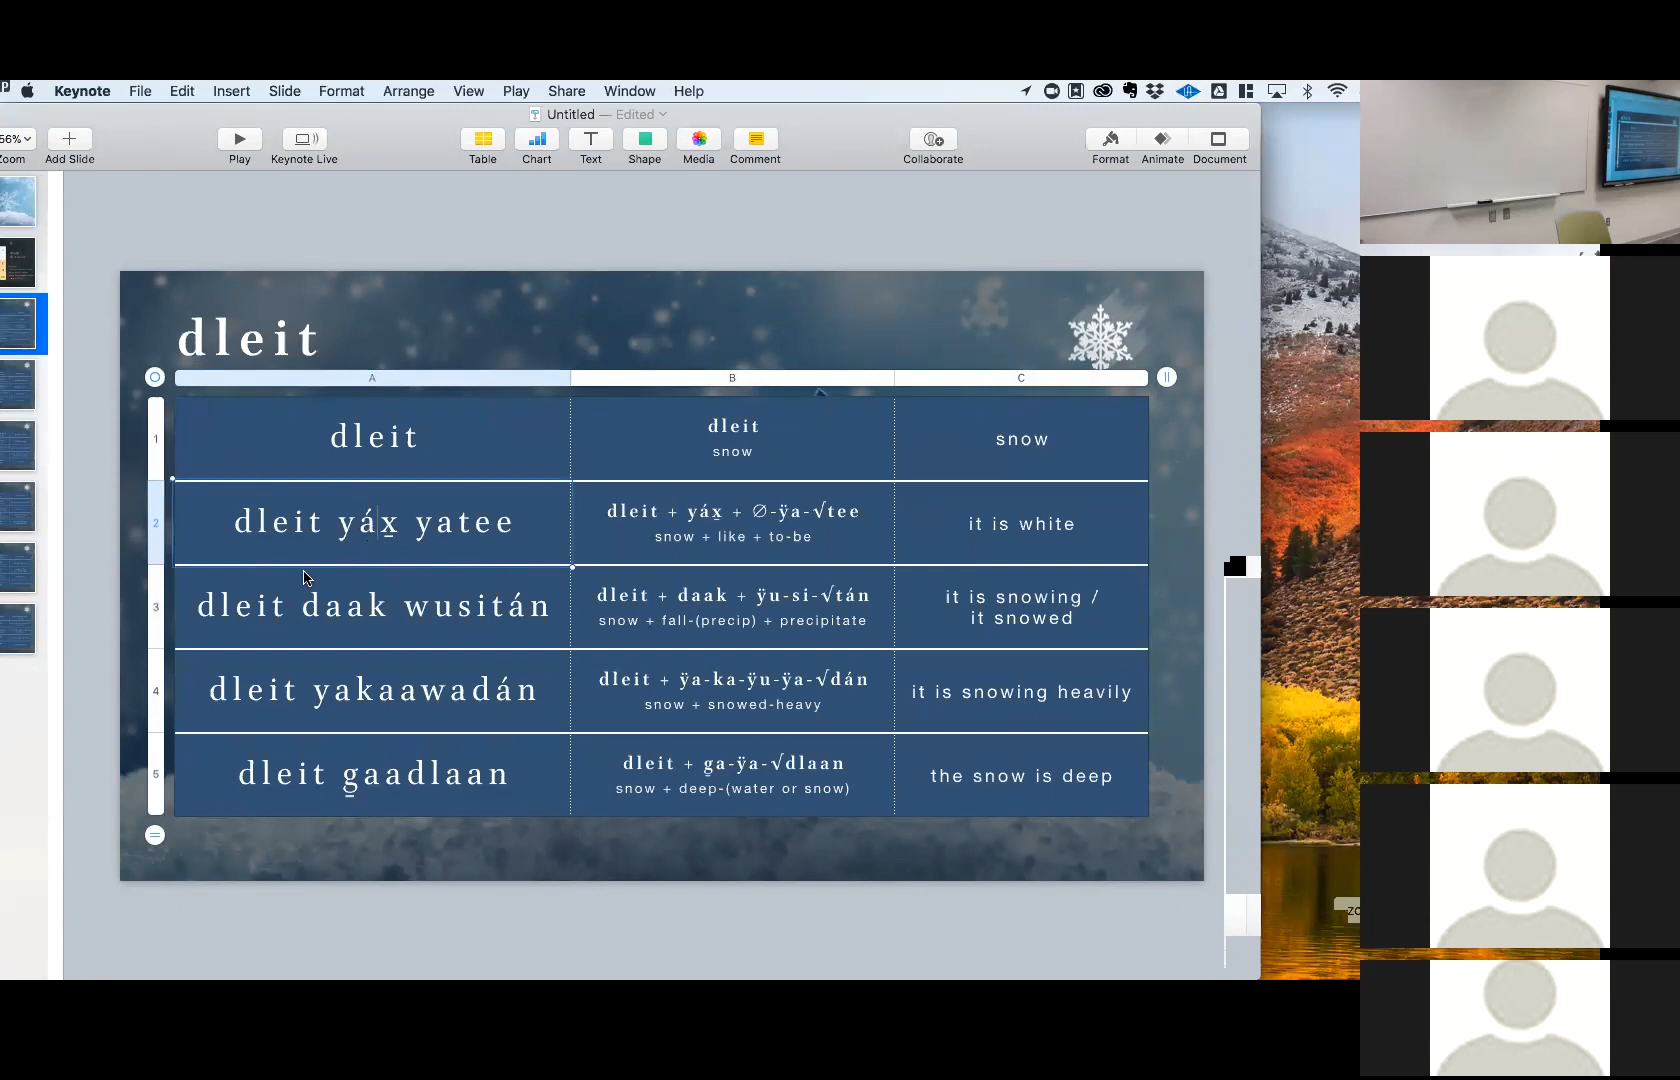 Keynote File Edit Insert Slide Format Arrange View Play Share Window Help
Untitled — Edited
56%
Zoom Add Slide Play Keynote Live Table Chart Text Shape Media Comment Collaborate Format Animate Document
dleit
A B C
1 dleit
dleit
snow
snow
2 dleit yáx̱ yatee
dleit + yáx̱ + ∅-ÿa-√tee
snow + like + to-be
it is white
3 dleit daak wusitán
dleit + daak + ÿu-si-√tán
snow + fall-(precip) + precipitate
it is snowing /
it snowed
4 dleit yakaawadán
dleit + ÿa-ka-ÿu-ÿa-√dán
snow + snowed-heavy
it is snowing heavily
5 dleit g̱aadlaan
dleit + g̱a-ÿa-√dlaan
snow + deep-(water or snow)
the snow is deep